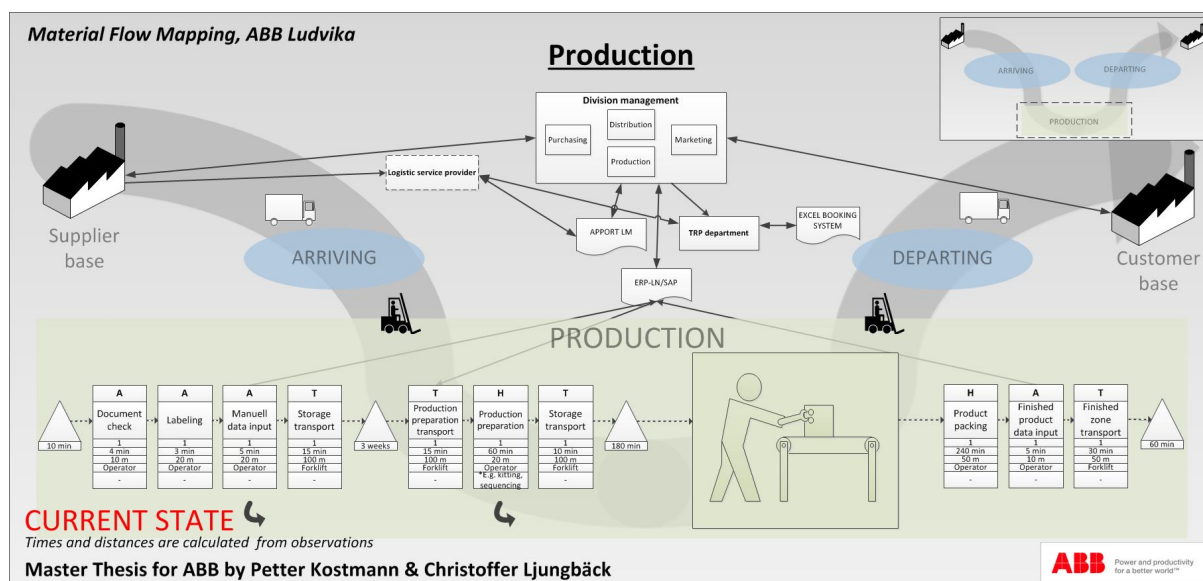 Material Flow Mapping, ABB Ludvika
Production
ARRIVING
DEPARTING
PRODUCTION
Division management
Distribution
Purchasing
Marketing
Production
Logistic service provider
APPORT LM
TRP department
EXCEL BOOKING
SYSTEM
ERP-LN/SAP
Supplier
base
ARRIVING
DEPARTING
Customer
base
PRODUCTION
10 min
A
Document
check
1
4 min
10 m
Operator
-
A
Labeling
1
3 min
20 m
Operator
-
A
Manuell
data input
1
5 min
20 m
Operator
-
T
Storage
transport
1
15 min
100 m
Forklift
-
3 weeks
T
Production
preparation
transport
1
15 min
100 m
Forklift
-
H
Production
preparation
1
60 min
20 m
Operator
*E.g. kitting,
sequencing
T
Storage
transport
1
10 min
100 m
Forklift
-
180 min
H
Product
packing
1
240 min
50 m
Operator
-
A
Finished
product
data input
1
5 min
10 m
Operator
-
T
Finished
zone
transport
1
30 min
50 m
Forklift
-
60 min
CURRENT STATE
Times and distances are calculated from observations
Master Thesis for ABB by Petter Kostmann & Christoffer Ljungbäck
ABB
Power and productivity
for a better world™